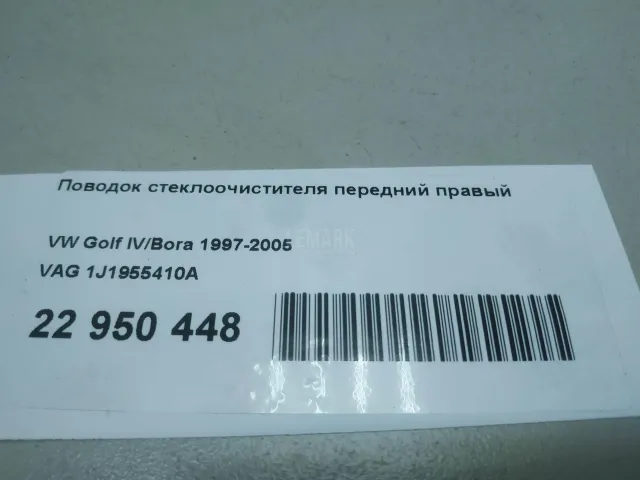 Поводок стеклоочистителя передний правый
VW Golf IV/Bora 1997-2005
VAG 1J1955410A
22 950 448